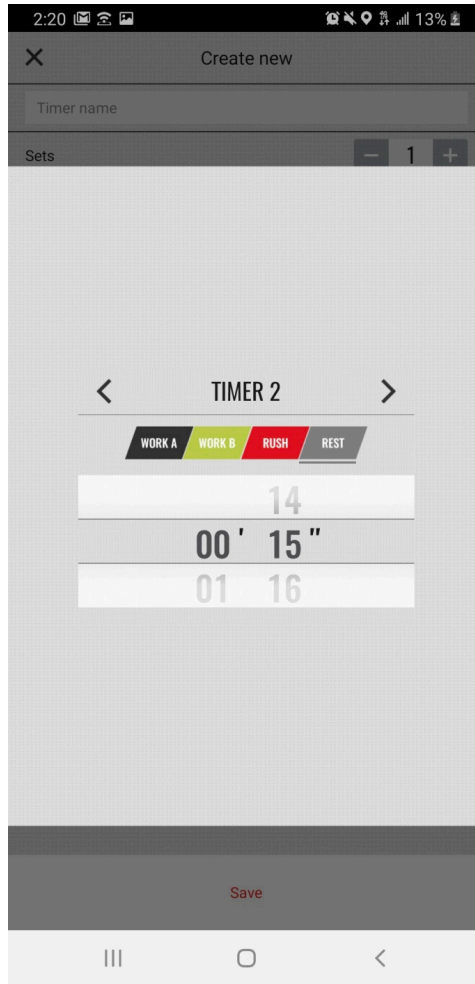 2:20 13%
Create new
Timer name
Sets 1
TIMER 2
WORK A WORK B RUSH REST
14
00 ' 15 "
01 16
Save